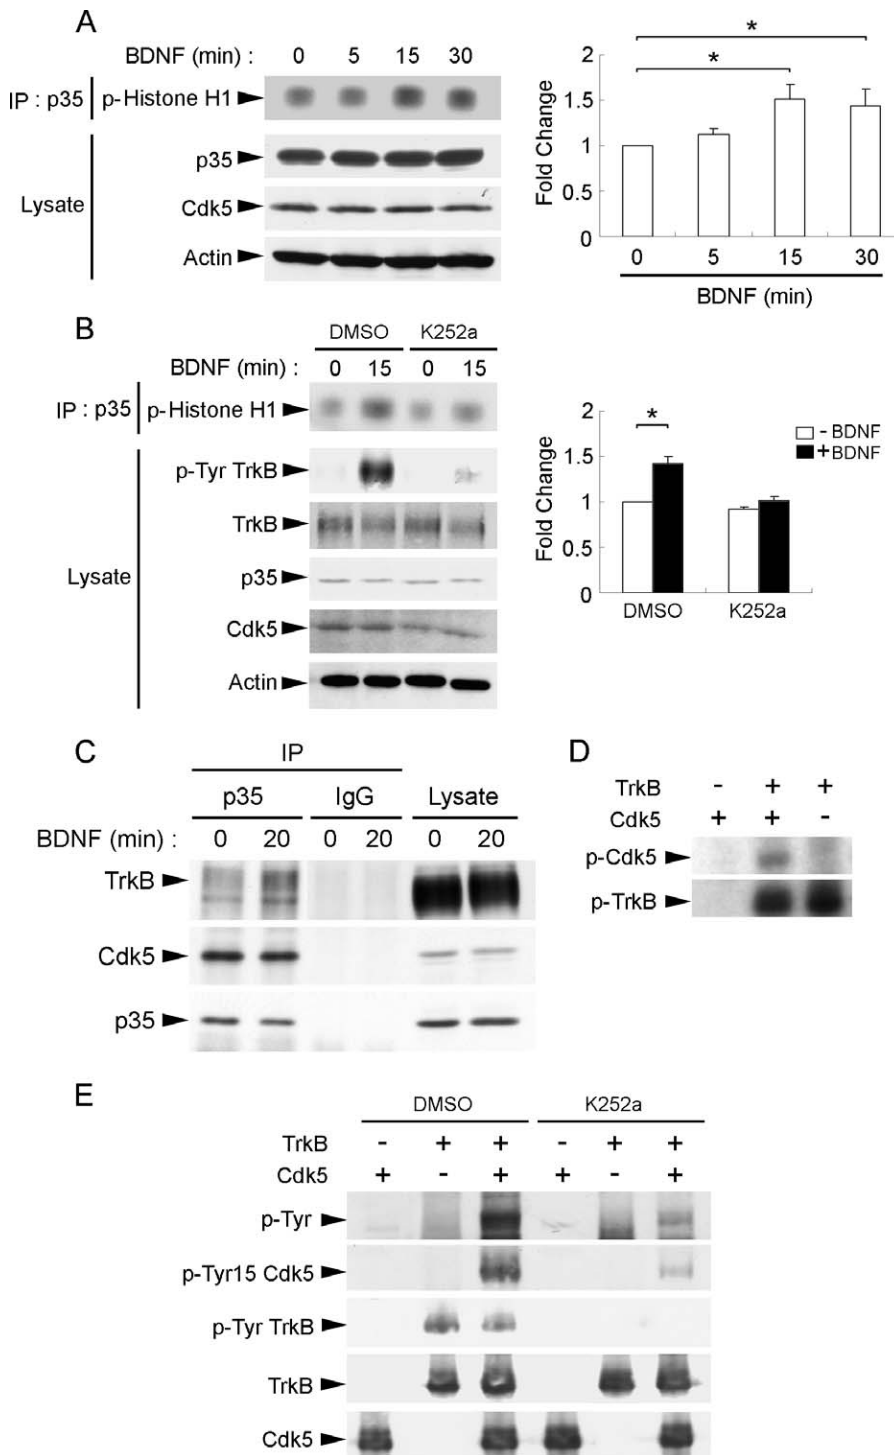 A
BDNF (min) : 0 5 15 30
IP : p35 p-Histone H1
Lysate
p35
Cdk5
Actin
*
*
2
1.5
1
0.5
0
Fold Change
0 5 15 30
BDNF (min)
B
DMSO K252a
BDNF (min) : 0 15 0 15
IP : p35 p-Histone H1
Lysate
p-Tyr TrkB
TrkB
p35
Cdk5
Actin
2
1.5
1
0.5
0
Fold Change
*
- BDNF
+BDNF
DMSO K252a
C
IP
p35 IgG Lysate
BDNF (min) : 0 20 0 20 0 20
TrkB
Cdk5
p35
D
TrkB - + +
Cdk5 + + -
p-Cdk5
p-TrkB
E
DMSO K252a
TrkB - + + - + +
Cdk5 + - + + - +
p-Tyr
p-Tyr15 Cdk5
p-Tyr TrkB
TrkB
Cdk5